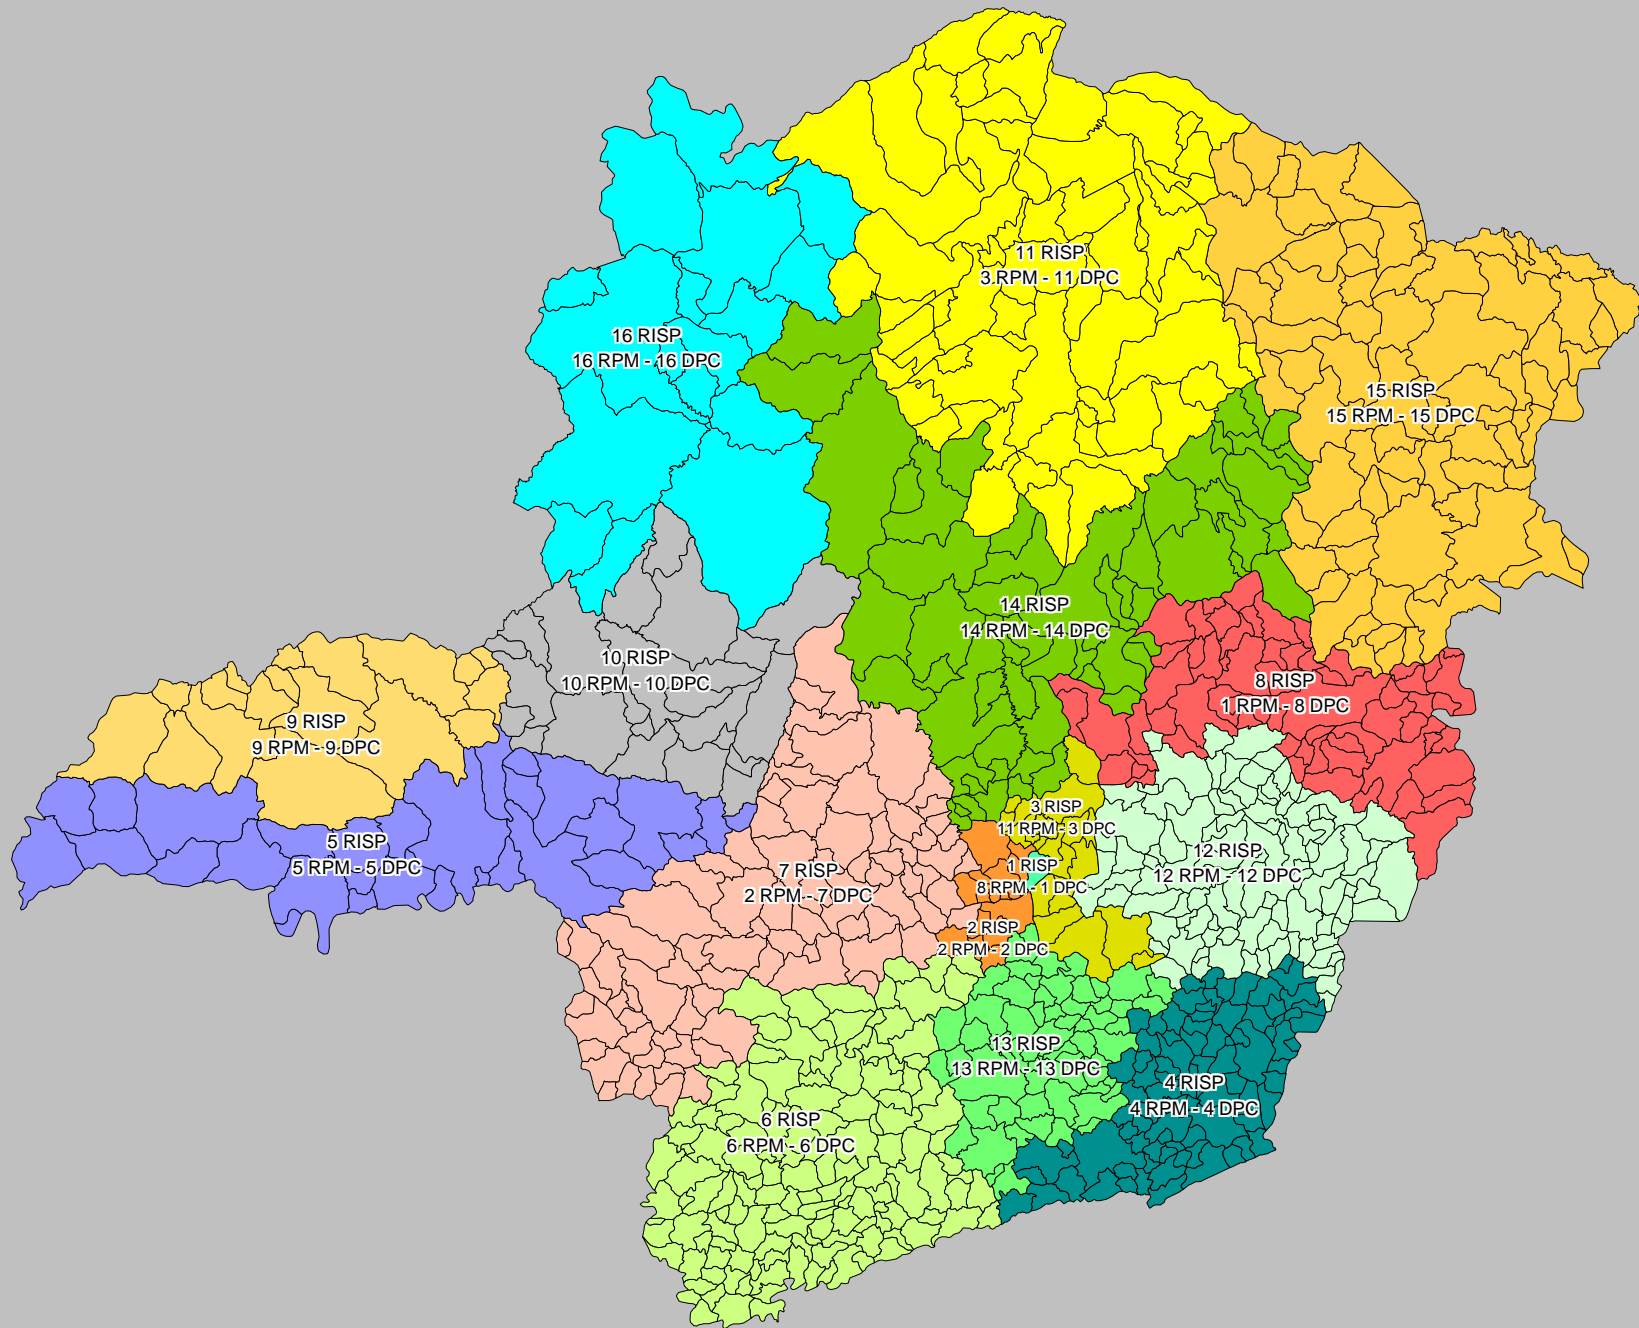 11 RISP
3 RPM - 11 DPC
16 RISP
16 RPM - 16 DPC
15 RISP
15 RPM - 15 DPC
14 RISP
14 RPM - 14 DPC
10 RISP
10 RPM - 10 DPC
8 RISP
1 RPM - 8 DPC
9 RISP
9 RPM - 9 DPC
3 RISP
11 RPM - 3 DPC
5 RISP
5 RPM - 5 DPC
12 RISP
12 RPM - 12 DPC
1 RISP
8 RPM - 1 DPC
7 RISP
2 RPM - 7 DPC
2 RISP
2 RPM - 2 DPC
13 RISP
13 RPM - 13 DPC
4 RISP
4 RPM - 4 DPC
6 RISP
6 RPM - 6 DPC